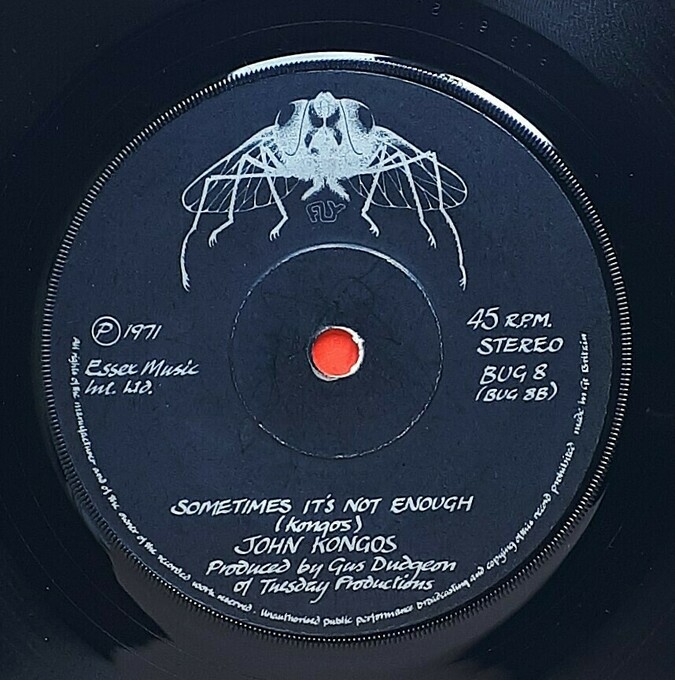 FLY
Ⓟ 1971
Essex Music
Int. Ltd.
45 R.P.M.
STEREO
BUG 8
(BUG 8B)
SOMETIMES IT'S NOT ENOUGH
(Kongos)
JOHN KONGOS
Produced by Gus Dudgeon
of Tuesday Productions
All rights of the manufacturer and of the owner of the recorded work reserved. Unauthorised public performance broadcasting and copying of this record prohibited made in Gt Britain